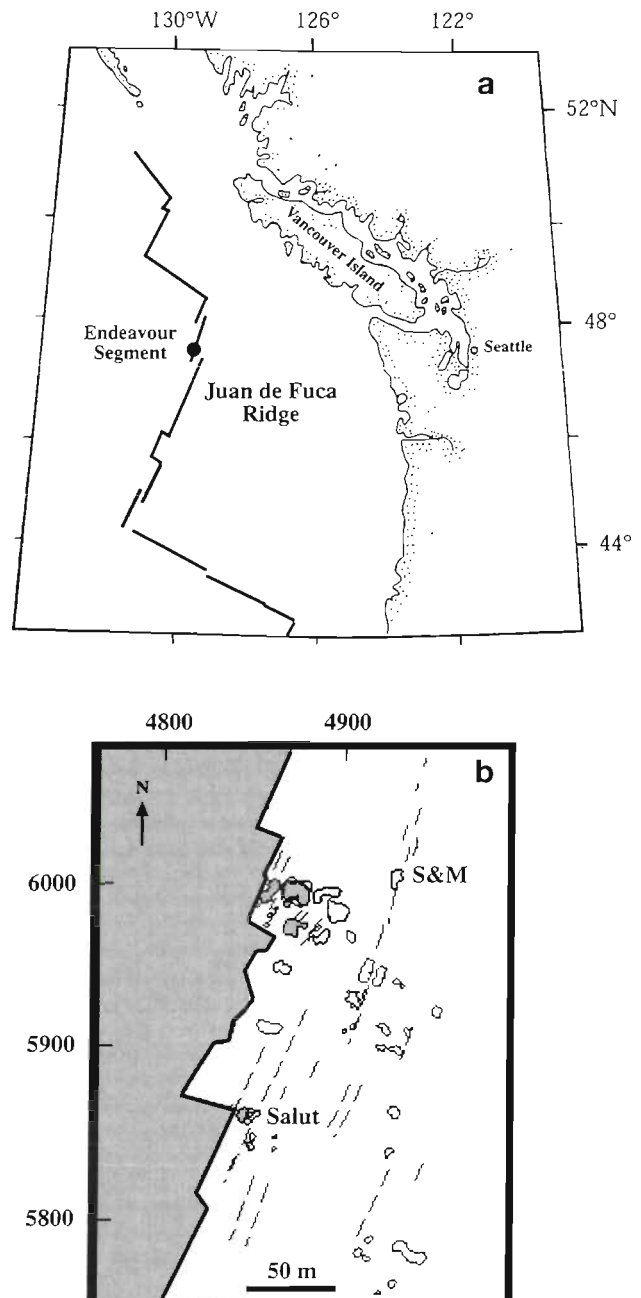 130°W 126° 122°
a
52°N
Vancouver Island
48°
Endeavour
Segment
Seattle
Juan de Fuca
Ridge
44°
4800 4900
b
N
6000
S&M
5900
Salut
5800
50 m